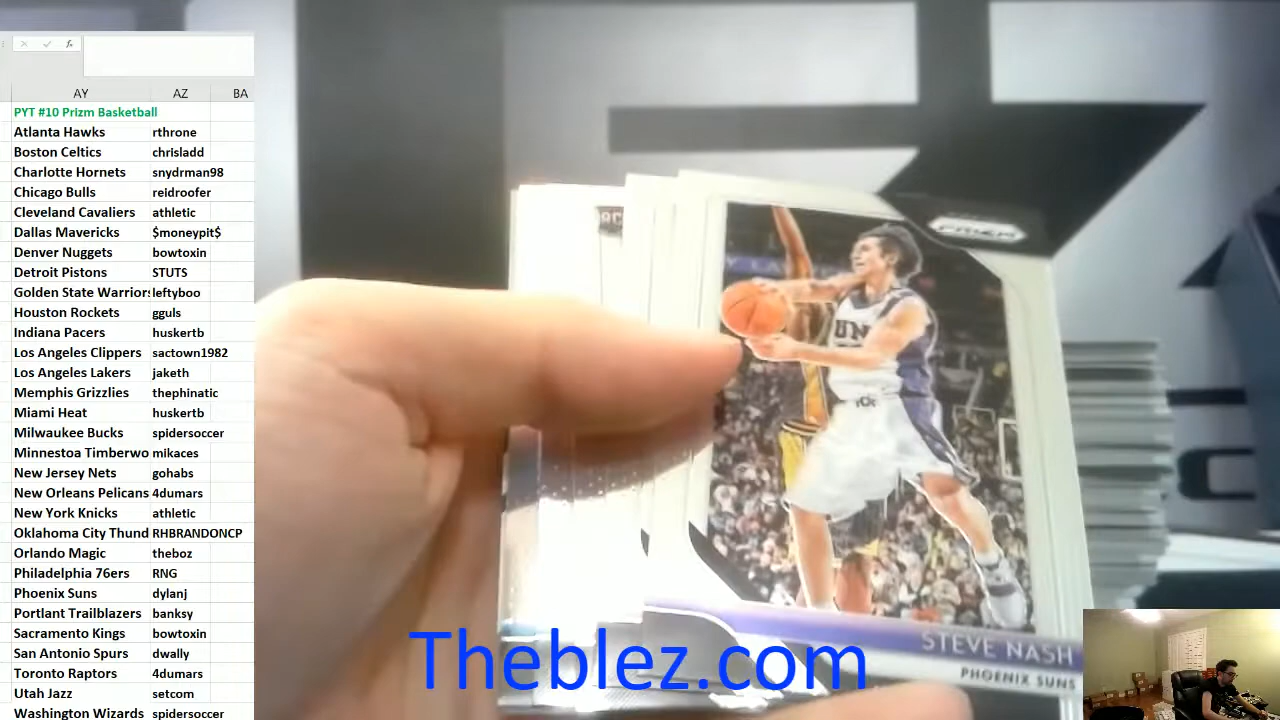 AY AZ BA
PYT #10 Prizm Basketball
Atlanta Hawks rthrone
Boston Celtics chrisladd
Charlotte Hornets snydrman98
Chicago Bulls reidroofer
Cleveland Cavaliers athletic
Dallas Mavericks $moneypit$
Denver Nuggets bowtoxin
Detroit Pistons STUTS
Golden State Warriors leftyboo
Houston Rockets gguls
Indiana Pacers huskertb
Los Angeles Clippers sactown1982
Los Angeles Lakers jaketh
Memphis Grizzlies thephinatic
Miami Heat huskertb
Milwaukee Bucks spidersoccer
Minnestoa Timberwo mikaces
New Jersey Nets gohabs
New Orleans Pelicans 4dumars
New York Knicks athletic
Oklahoma City Thund RHBRANDONCP
Orlando Magic theboz
Philadelphia 76ers RNG
Phoenix Suns dylanj
Portlant Trailblazers banksy
Sacramento Kings bowtoxin
San Antonio Spurs dwally
Toronto Raptors 4dumars
Utah Jazz setcom
Washington Wizards spidersoccer
PRIZM
STEVE NASH
PHOENIX SUNS
Theblez.com